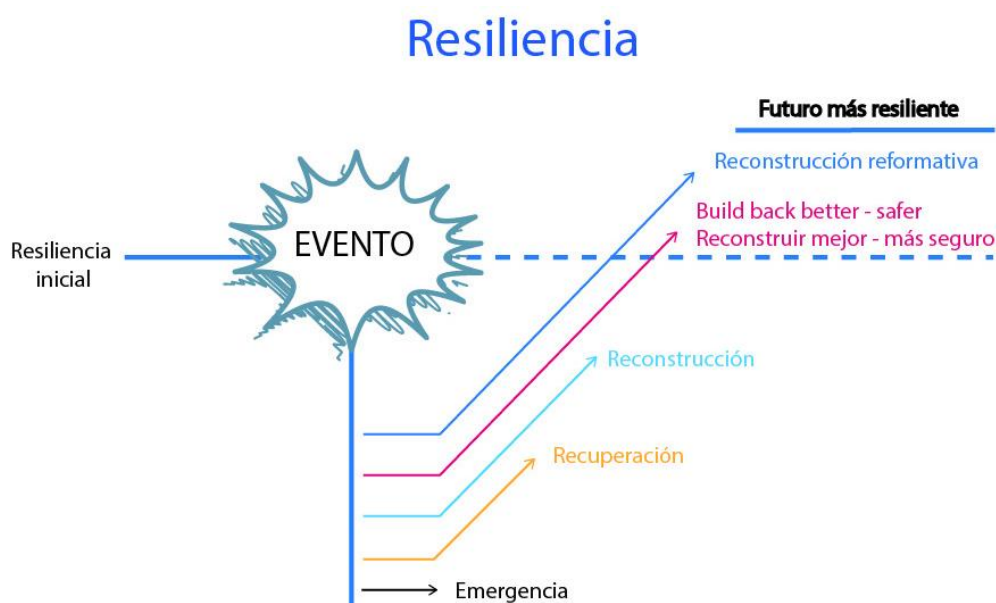 Resiliencia
Futuro más resiliente
Reconstrucción reformativa
Build back better - safer
Reconstruir mejor - más seguro
EVENTO
Resiliencia
inicial
Reconstrucción
Recuperación
Emergencia